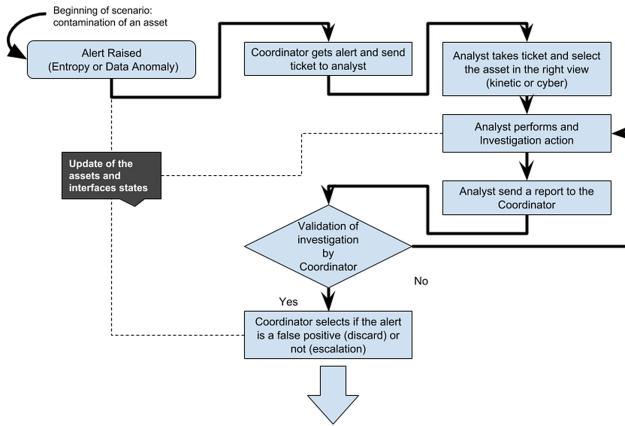 Beginning of scenario:
contamination of an asset
Alert Raised
(Entropy or Data Anomaly)
Coordinator gets alert and send
ticket to analyst
Analyst takes ticket and select
the asset in the right view
(kinetic or cyber)
Analyst performs and
Investigation action
Update of the
assets and
interfaces states
Analyst send a report to the
Coordinator
Validation of
investigation
by
Coordinator
No
Yes
Coordinator selects if the alert
is a false positive (discard) or
not (escalation)